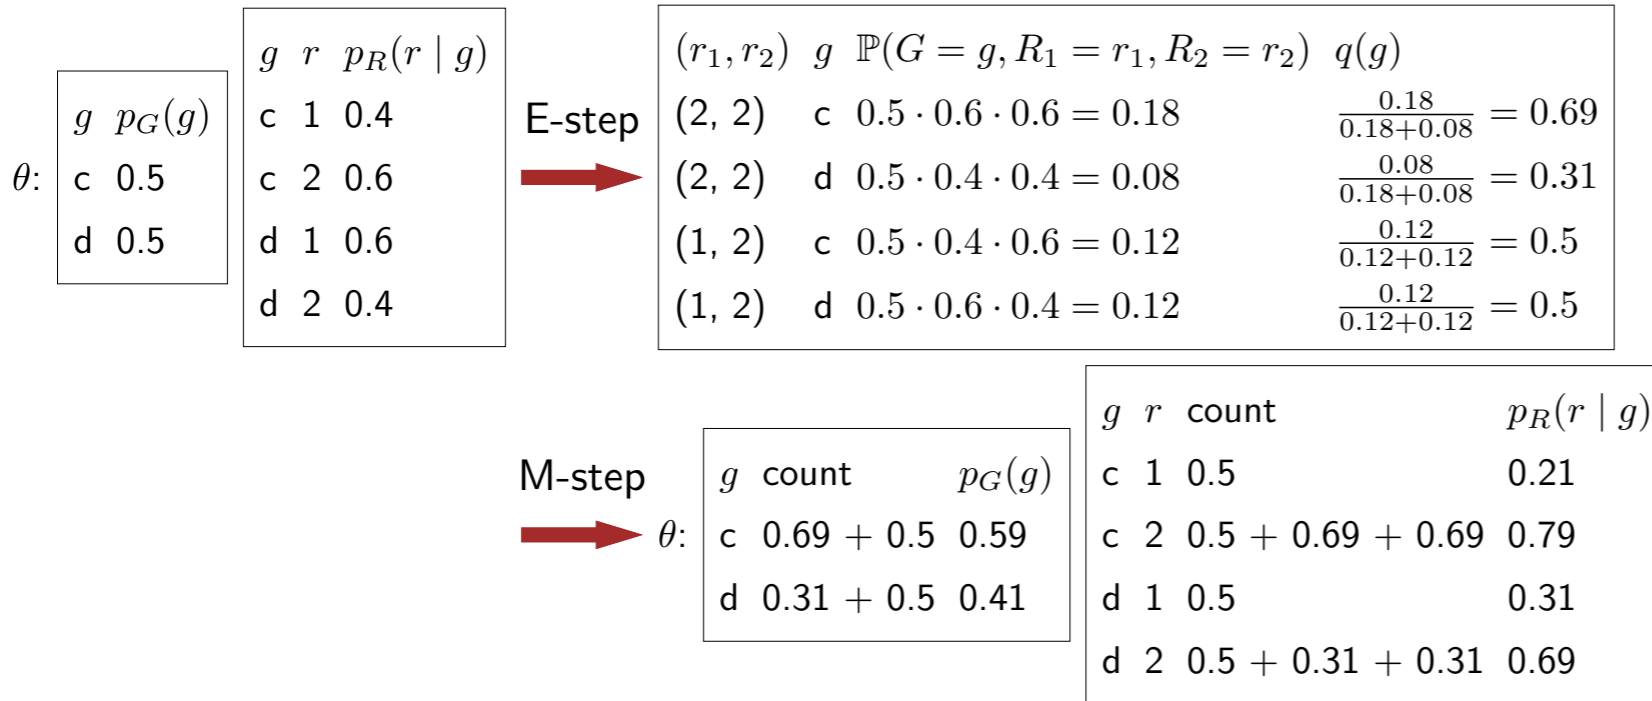 θ:
g p_G(g)
c 0.5
d 0.5
g r p_R(r | g)
c 1 0.4
c 2 0.6
d 1 0.6
d 2 0.4
E-step
(r_1, r_2) g ℙ(G = g, R_1 = r_1, R_2 = r_2) q(g)
(2, 2) c 0.5 · 0.6 · 0.6 = 0.18 0.18/(0.18+0.08) = 0.69
(2, 2) d 0.5 · 0.4 · 0.4 = 0.08 0.08/(0.18+0.08) = 0.31
(1, 2) c 0.5 · 0.4 · 0.6 = 0.12 0.12/(0.12+0.12) = 0.5
(1, 2) d 0.5 · 0.6 · 0.4 = 0.12 0.12/(0.12+0.12) = 0.5
M-step
θ:
g count p_G(g)
c 0.69 + 0.5 0.59
d 0.31 + 0.5 0.41
g r count p_R(r | g)
c 1 0.5 0.21
c 2 0.5 + 0.69 + 0.69 0.79
d 1 0.5 0.31
d 2 0.5 + 0.31 + 0.31 0.69